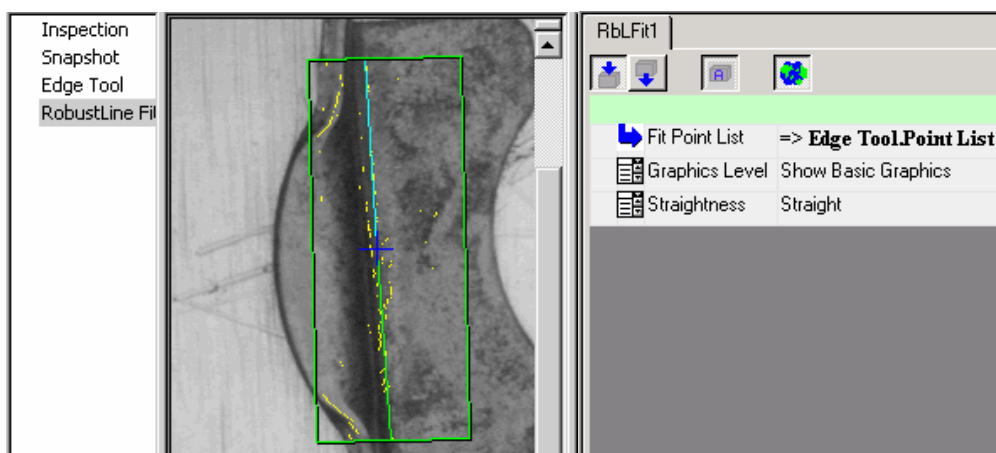 Inspection
Snapshot
Edge Tool
RobustLine Fi
RbLFit1
A
Fit Point List => Edge Tool.Point List
Graphics Level Show Basic Graphics
Straightness Straight